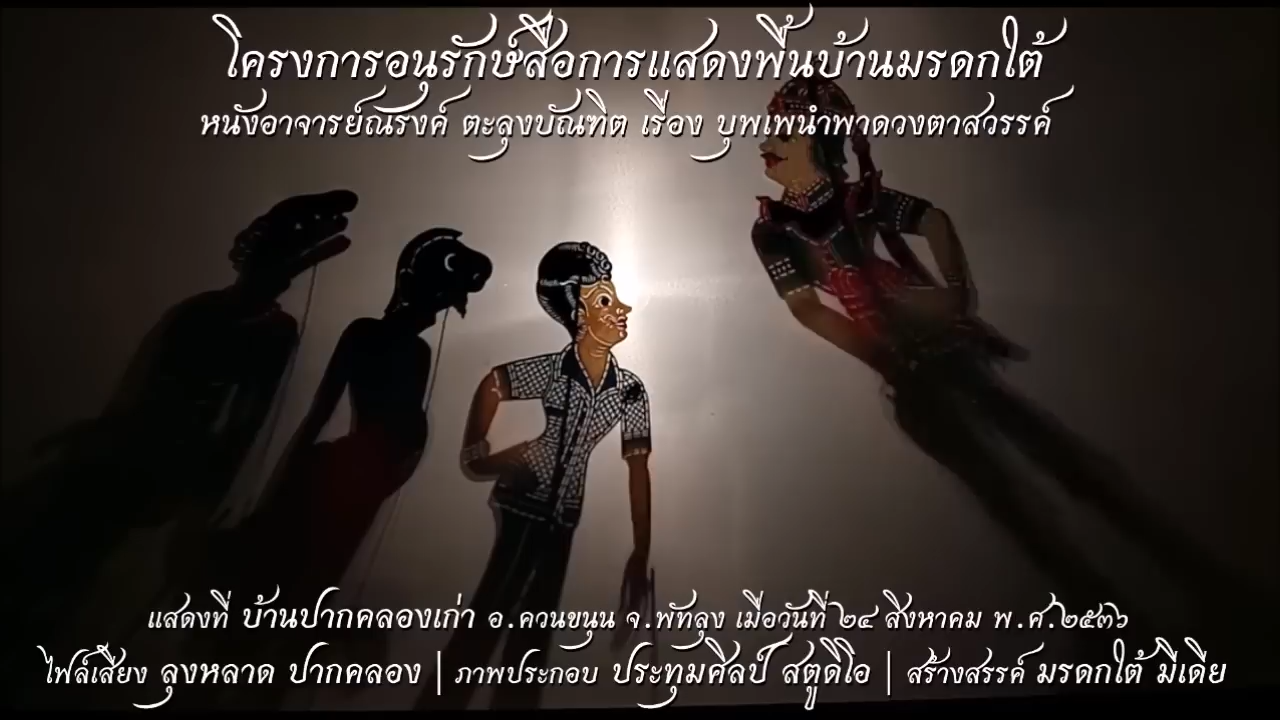 โครงการอนุรักษ์สื่อการแสดงพื้นบ้านมรดกใต้
หนังอาจารย์ณรงค์ ตะลุงบัณฑิต เรื่อง บุพเพนำพาดวงตาสวรรค์
แสดงที่ บ้านปากคลองเก่า อ.ควนขนุน จ.พัทลุง เมื่อวันที่ ๒๔ สิงหาคม พ.ศ.๒๕๓๖
ไฟล์เสียง ลุงหลาด ปากคลอง | ภาพประกอบ ประทุมศิลป์ สตูดิโอ | สร้างสรรค์ มรดกใต้ มีเดีย